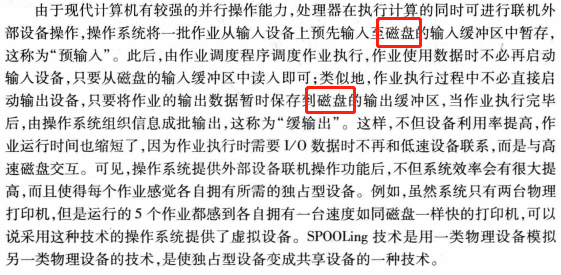 由于现代计算机有较强的并行操作能力,处理器在执行计算的同时可进行联机外
部设备操作,操作系统将一批作业从输入设备上预先输入至磁盘的输入缓冲区中暂存,
这称为“预输入”。此后,由作业调度程序调度作业执行,作业使用数据时不必再启动
输入设备,只要从磁盘的输入缓冲区中读入即可;类似地,作业执行过程中不必直接启
动输出设备,只要将作业的输出数据暂时保存到磁盘的输出缓冲区,当作业执行完毕
后,由操作系统组织信息成批输出,这称为“缓输出”。这样,不但设备利用率提高,作
业运行时间也缩短了,因为作业执行时需要 I/O 数据时不再和低速设备联系,而是与高
速磁盘交互。可见,操作系统提供外部设备联机操作功能后,不但系统效率会有很大提
高,而且使得每个作业感觉各自拥有所需的独占型设备。例如,虽然系统只有两台物理
打印机,但是运行的 5 个作业都感到各自拥有一台速度如同磁盘一样快的打印机,可以
说采用这种技术的操作系统提供了虚拟设备。SPOOLing 技术是用一类物理设备模拟
另一类物理设备的技术,是使独占型设备变成共享设备的一种技术。